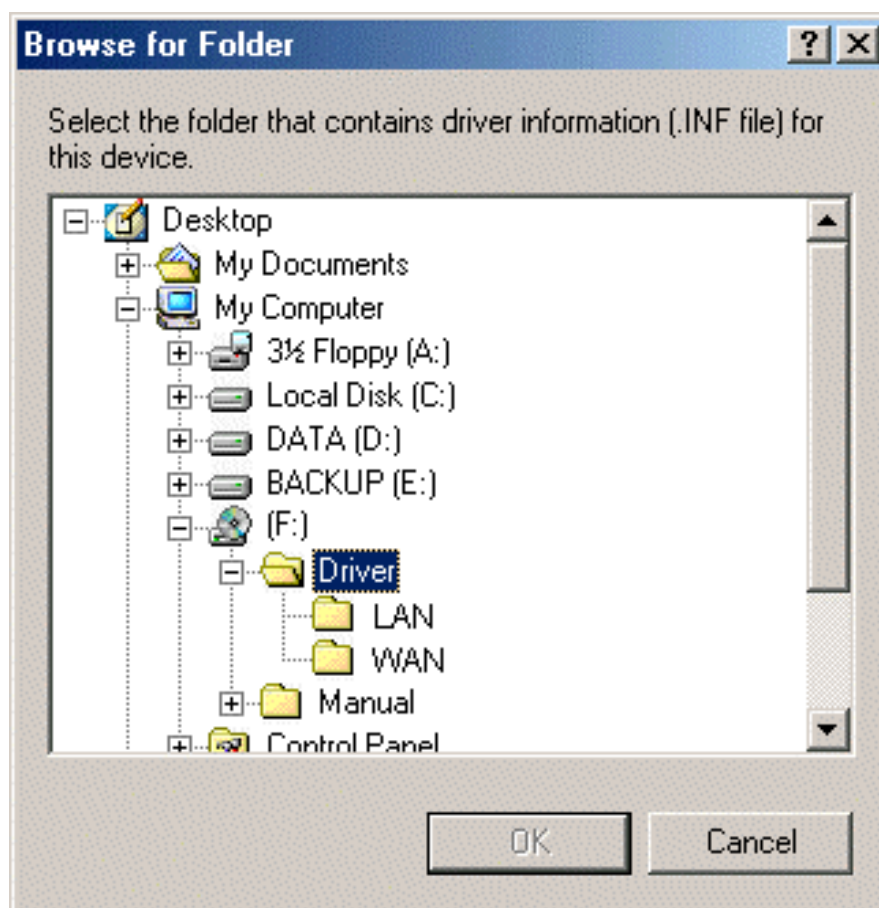 Browse for Folder
Select the folder that contains driver information (.INF file) for
this device.
Desktop
My Documents
My Computer
3½ Floppy (A:)
Local Disk (C:)
DATA (D:)
BACKUP (E:)
(F:)
Driver
LAN
WAN
Manual
Control Panel
OK
Cancel